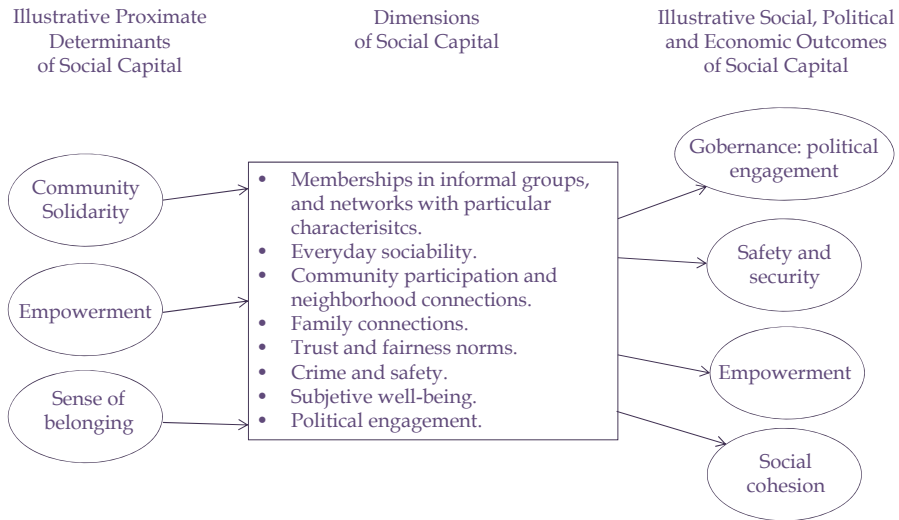 Illustrative Proximate
Determinants
of Social Capital
Dimensions
of Social Capital
Illustrative Social, Political
and Economic Outcomes
of Social Capital
Community
Solidarity
Empowerment
Sense of
belonging
• Memberships in informal groups,
and networks with particular
characterisitcs.
• Everyday sociability.
• Community participation and
neighborhood connections.
• Family connections.
• Trust and fairness norms.
• Crime and safety.
• Subjetive well-being.
• Political engagement.
Gobernance: political
engagement
Safety and
security
Empowerment
Social
cohesion